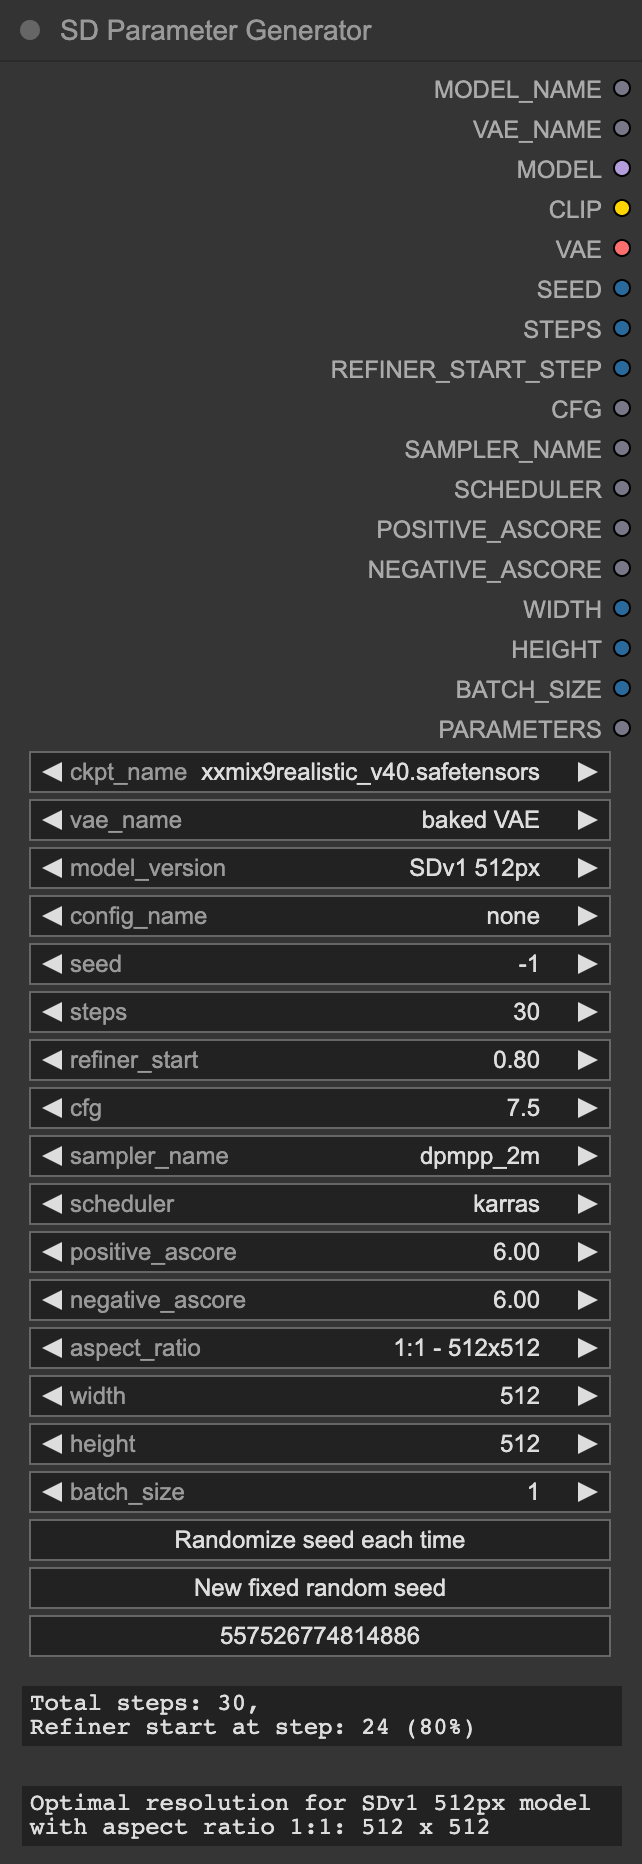 SD Parameter Generator
MODEL_NAME
VAE_NAME
MODEL
CLIP
VAE
SEED
STEPS
REFINER_START_STEP
CFG
SAMPLER_NAME
SCHEDULER
POSITIVE_ASCORE
NEGATIVE_ASCORE
WIDTH
HEIGHT
BATCH_SIZE
PARAMETERS
ckpt_name xxmix9realistic_v40.safetensors
vae_name baked VAE
model_version SDv1 512px
config_name none
seed -1
steps 30
refiner_start 0.80
cfg 7.5
sampler_name dpmpp_2m
scheduler karras
positive_ascore 6.00
negative_ascore 6.00
aspect_ratio 1:1 - 512x512
width 512
height 512
batch_size 1
Randomize seed each time
New fixed random seed
557526774814886
Total steps: 30,
Refiner start at step: 24 (80%)
Optimal resolution for SDv1 512px model
with aspect ratio 1:1: 512 x 512